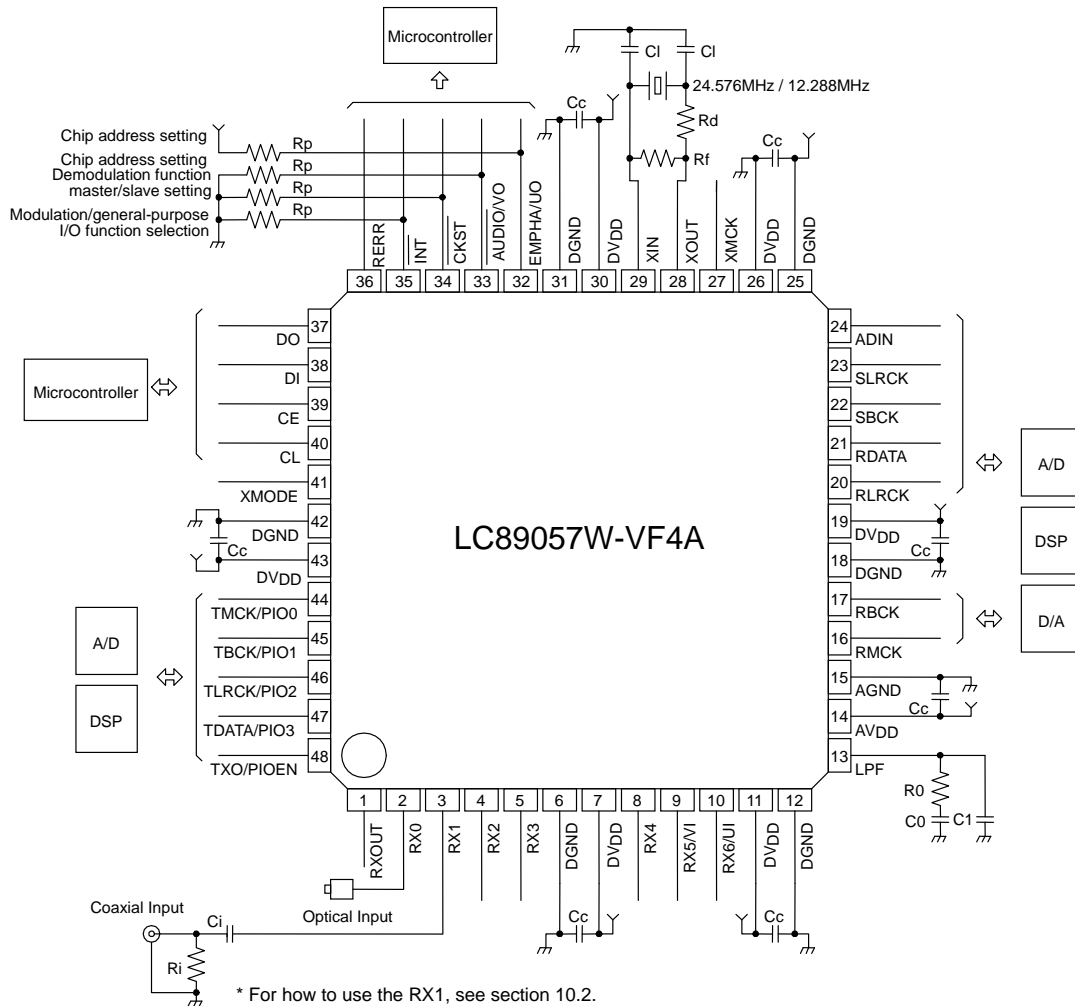 Microcontroller
Cl
Cl
24.576MHz / 12.288MHz
Cc
Rd
Cc
Rf
Chip address setting
Rp
Chip address setting
Rp
Demodulation function
master/slave setting
Rp
Modulation/general-purpose
I/O function selection
Rp
RERR
INT
CKST
AUDIO/VO
EMPHA/UO
DGND
DVDD
XIN
XOUT
XMCK
DVDD
DGND
36
35
34
33
32
31
30
29
28
27
26
25
37
DO
38
DI
39
CE
40
CL
41
XMODE
42
DGND
43
DVDD
44
TMCK/PIO0
45
TBCK/PIO1
46
TLRCK/PIO2
47
TDATA/PIO3
48
TXO/PIOEN
Microcontroller
Cc
A/D
DSP
LC89057W-VF4A
24
ADIN
23
SLRCK
22
SBCK
21
RDATA
20
RLRCK
19
DVDD
18
DGND
17
RBCK
16
RMCK
15
AGND
14
AVDD
13
LPF
Cc
Cc
A/D
DSP
D/A
R0
C0
C1
1
2
3
4
5
6
7
8
9
10
11
12
RXOUT
RX0
RX1
RX2
RX3
DGND
DVDD
RX4
RX5/VI
RX6/UI
DVDD
DGND
Optical Input
Coaxial Input
Ci
Ri
Cc
Cc
* For how to use the RX1, see section 10.2.